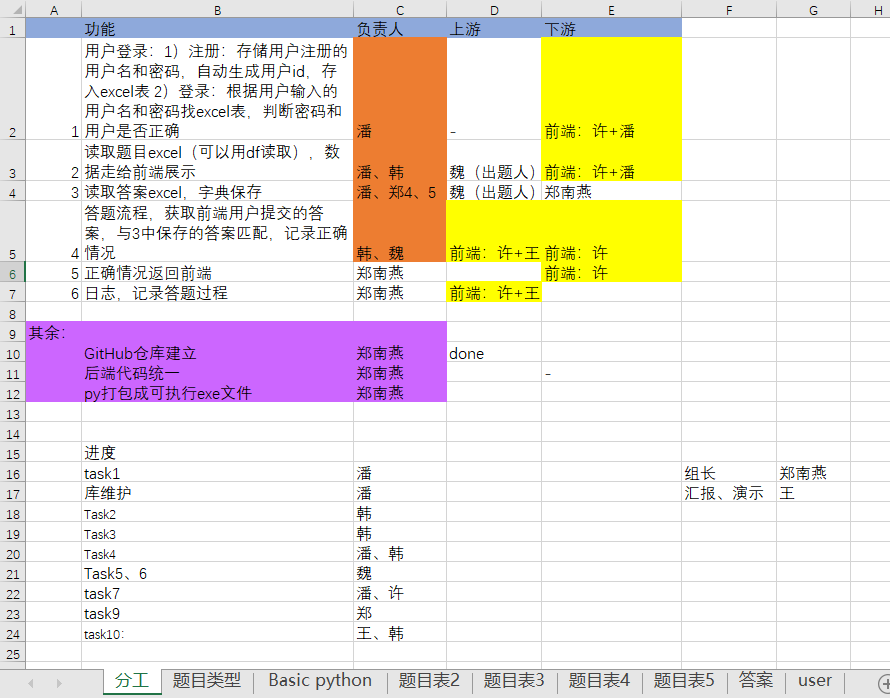 A B C D E F G H
1 功能 负责人 上游 下游
用户登录：1）注册：存储用户注册的
用户名和密码，自动生成用户id，存
入excel表 2）登录：根据用户输入的
用户名和密码找excel表，判断密码和
2 1 用户是否正确 潘 - 前端：许+潘
读取题目excel（可以用df读取），数
3 2 据走给前端展示 潘、韩 魏（出题人） 前端：许+潘
4 3 读取答案excel，字典保存 潘、郑4、5 魏（出题人） 郑南燕
答题流程，获取前端用户提交的答
案，与3中保存的答案匹配，记录正确
5 4 情况 韩、魏 前端：许+王 前端：许
6 5 正确情况返回前端 郑南燕 前端：许
7 6 日志，记录答题过程 郑南燕 前端：许+王
8
9 其余：
10 GitHub仓库建立 郑南燕 done
11 后端代码统一 郑南燕 -
12 py打包成可执行exe文件 郑南燕
13
14
15 进度
16 task1 潘 组长 郑南燕
17 库维护 潘 汇报、演示 王
18 Task2 韩
19 Task3 韩
20 Task4 潘、韩
21 Task5、6 魏
22 task7 潘、许
23 task9 郑
24 task10： 王、韩
25
分工 题目类型 Basic python 题目表2 题目表3 题目表4 题目表5 答案 user